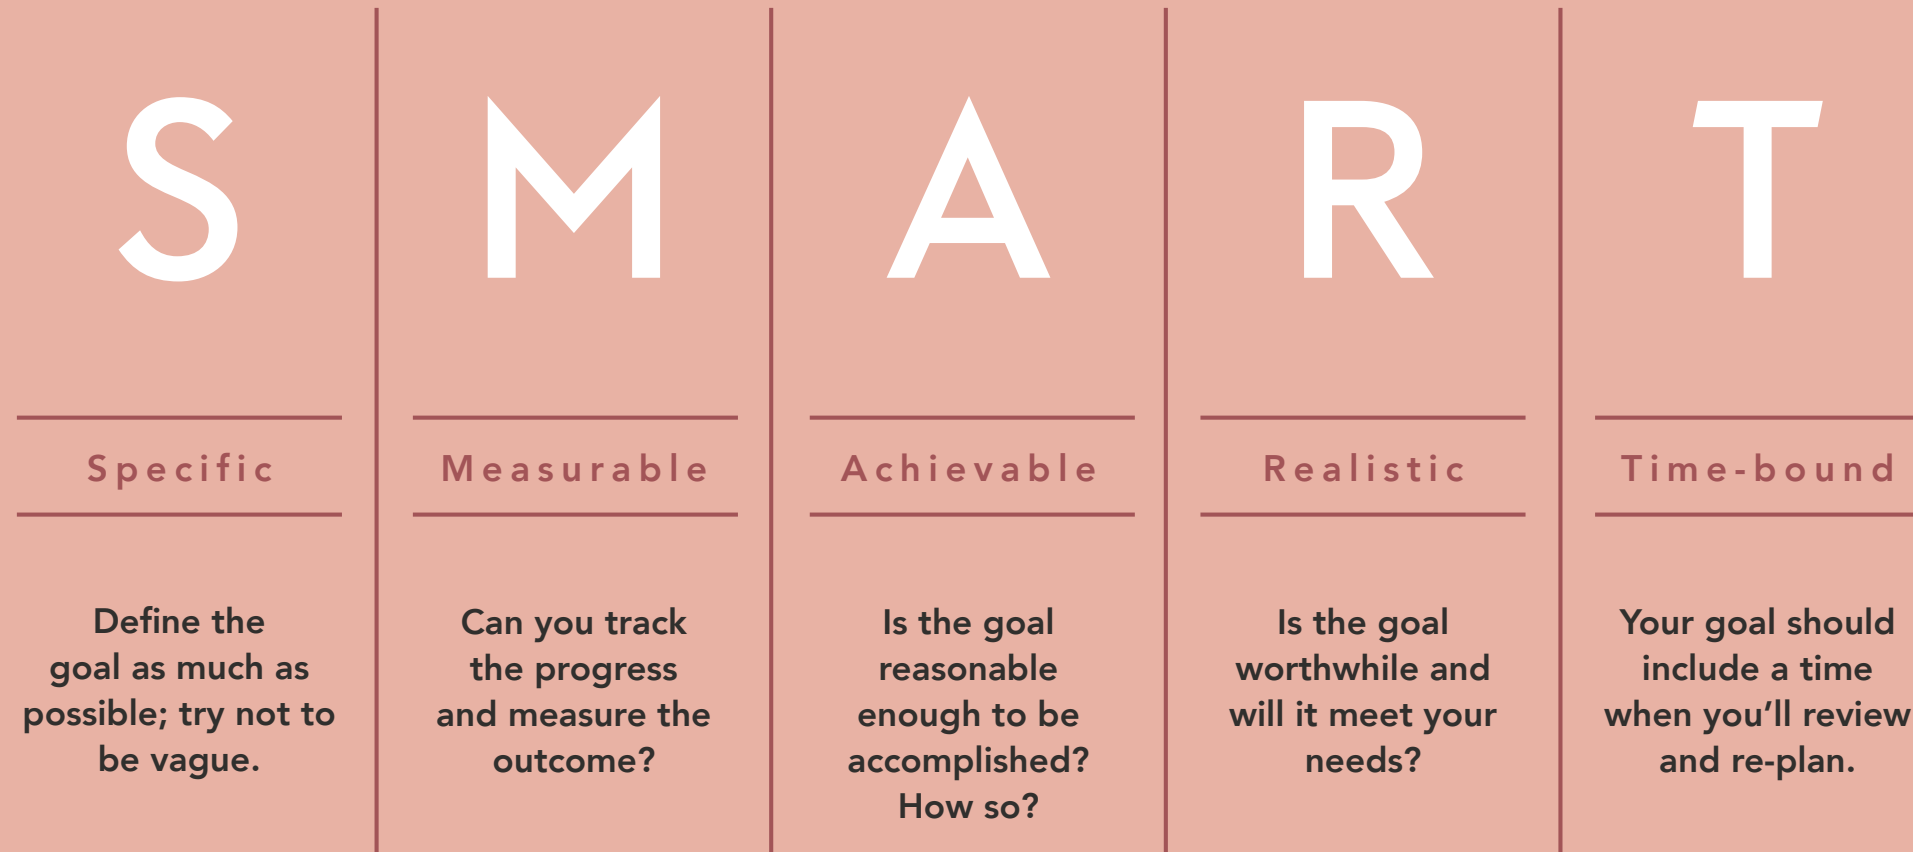 S
M
A
R
T
Specific
Measurable
Achievable
Realistic
Time-bound
Define the
goal as much as
possible; try not to
be vague.
Can you track
the progress
and measure the
outcome?
Is the goal
reasonable
enough to be
accomplished?
How so?
Is the goal
worthwhile and
will it meet your
needs?
Your goal should
include a time
when you’ll review
and re-plan.